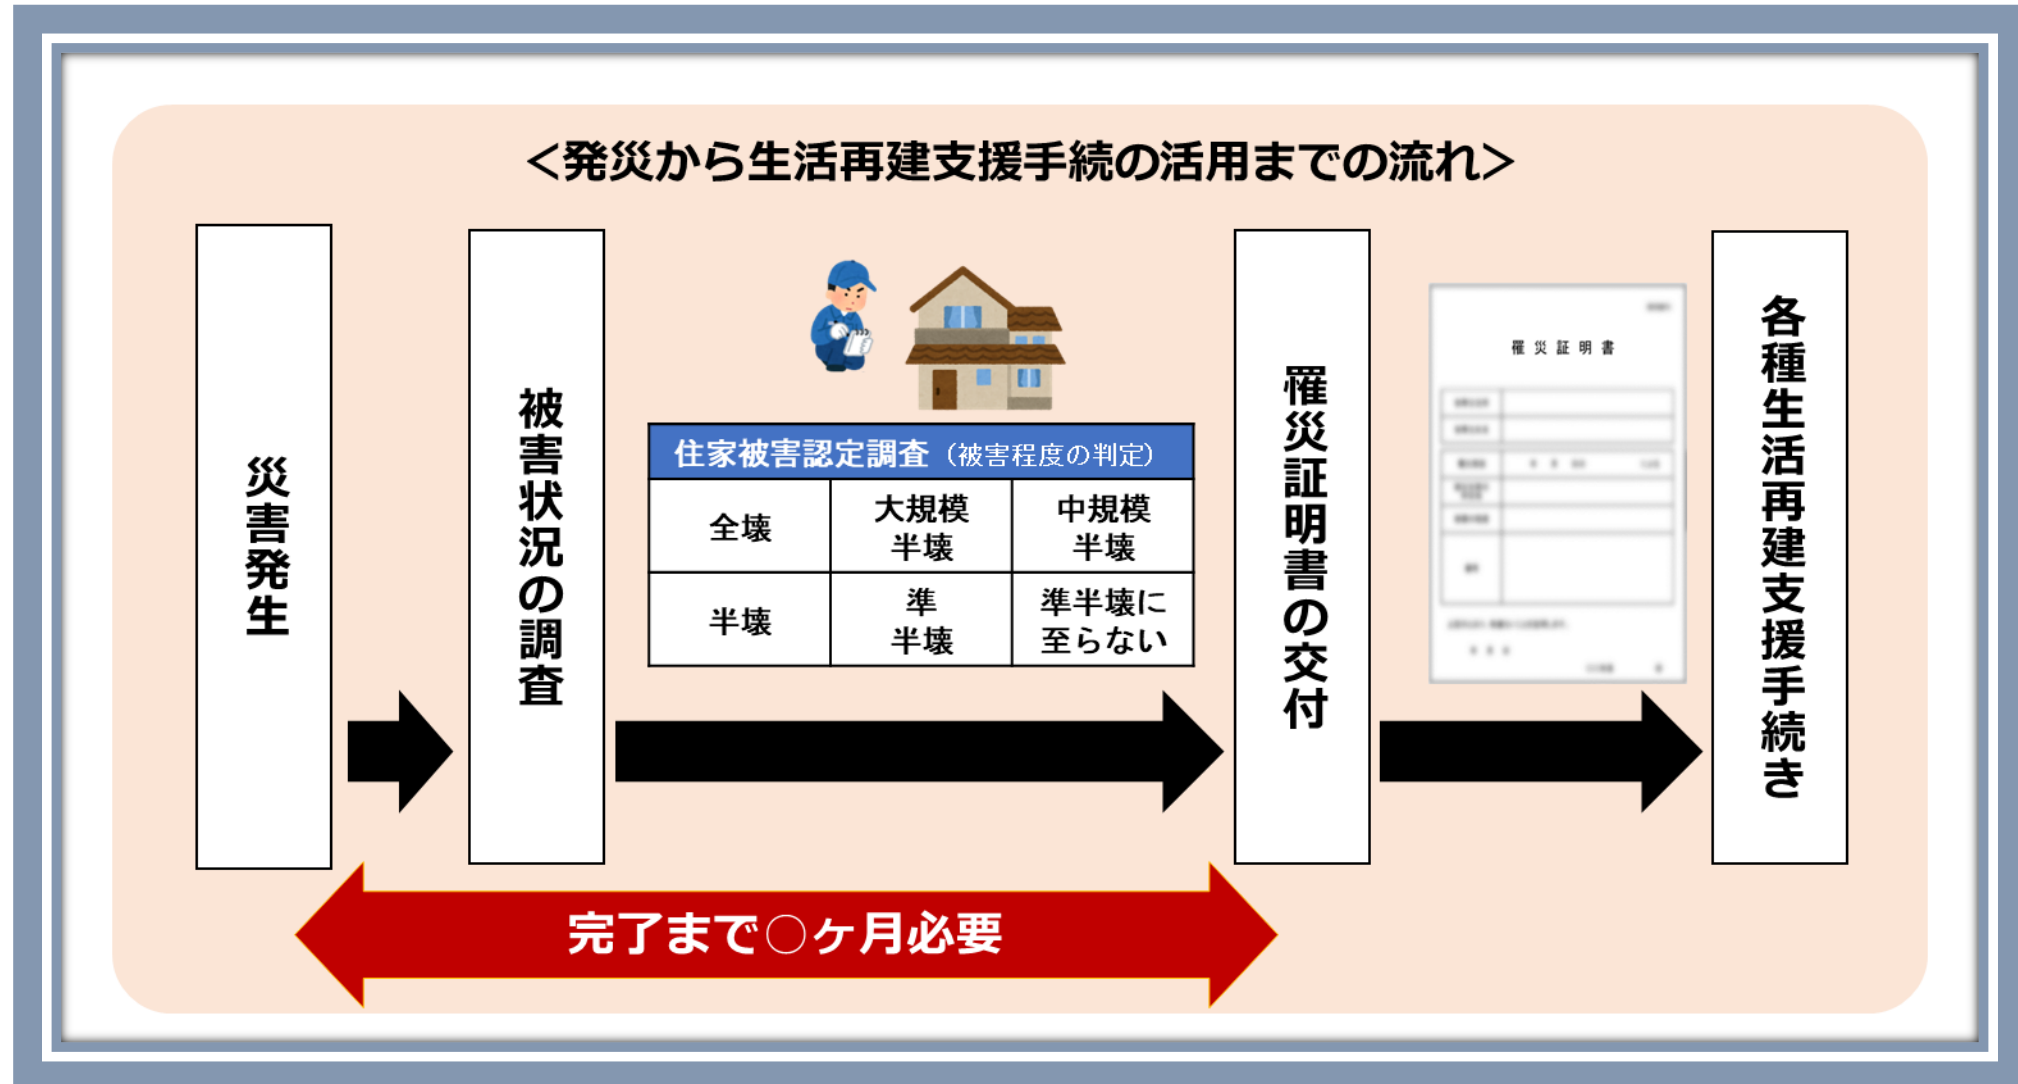 <発災から生活再建支援手続の活用までの流れ>
災害発生
被害状況の調査
住家被害認定調査（被害程度の判定）
全壊
大規模
半壊
中規模
半壊
半壊
準
半壊
準半壊に
至らない
罹災証明書の交付
罹災証明書
各種生活再建支援手続き
完了まで○ヶ月必要